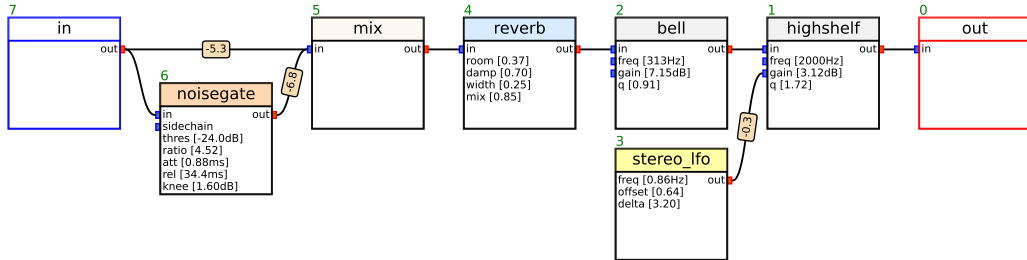 7
in
out
-5.3
6
noisegate
in
out
sidechain
thres [-24.0dB]
ratio [4.52]
att [0.88ms]
rel [34.4ms]
knee [1.60dB]
-6.8
5
mix
in
out
4
reverb
in
out
room [0.37]
damp [0.70]
width [0.25]
mix [0.85]
2
bell
in
out
freq [313Hz]
gain [7.15dB]
q [0.91]
3
stereo_lfo
freq [0.86Hz]
out
offset [0.64]
delta [3.20]
-0.3
1
highshelf
in
out
freq [2000Hz]
gain [3.12dB]
q [1.72]
0
out
in